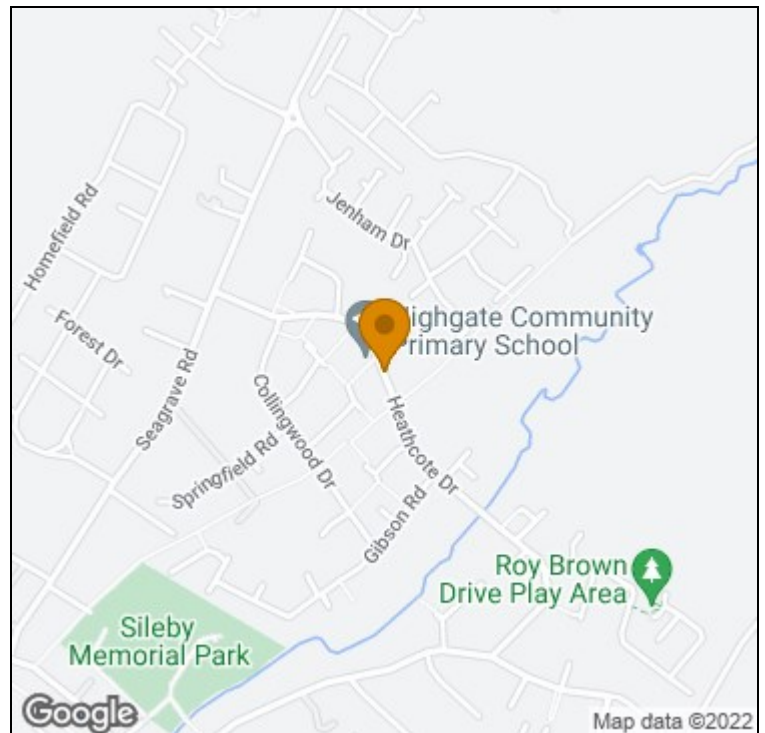 Homefield Rd
Jenham Dr
Forest Dr
Seagrave Rd
Highgate Community
Primary School
Collingwood Dr
Heathcote Dr
Springfield Rd
Gibson Rd
Roy Brown
Drive Play Area
Sileby
Memorial Park
Google
Map data ©2022